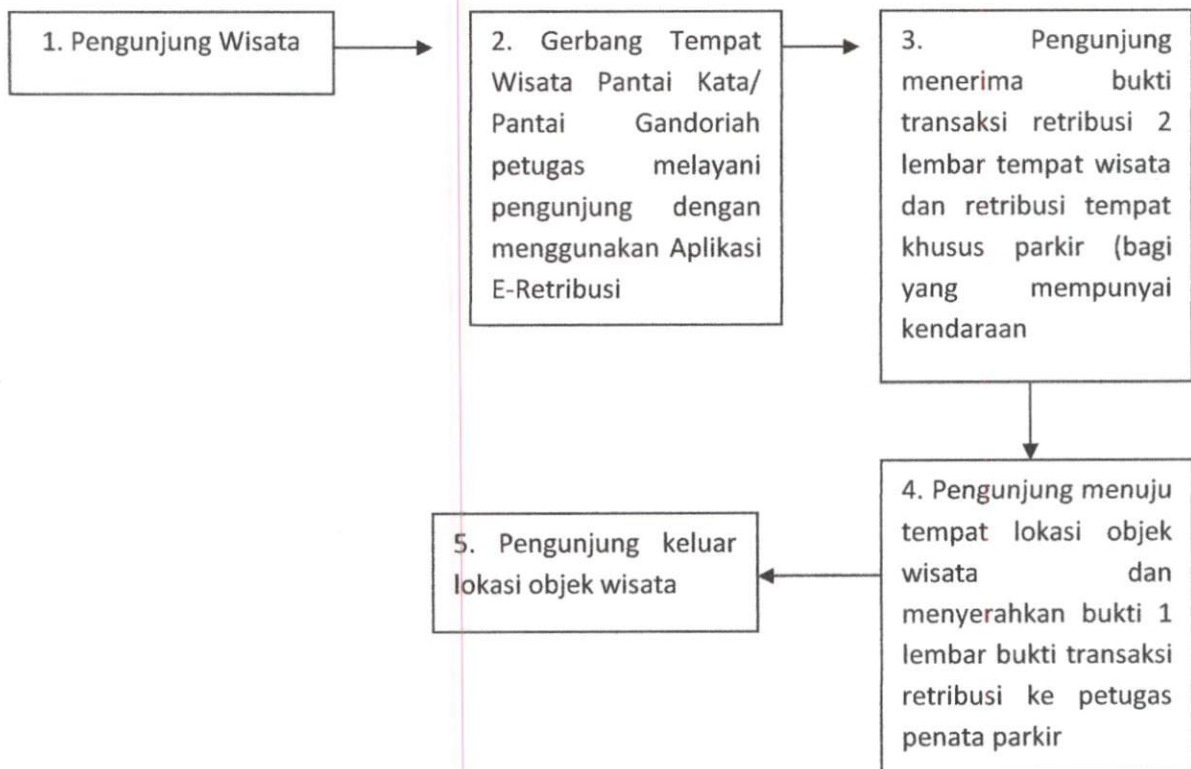 1. Pengunjung Wisata
2. Gerbang Tempat
Wisata Pantai Kata/
Pantai Gandoriah
petugas melayani
pengunjung dengan
menggunakan Aplikasi
E-Retribusi
3. Pengunjung
menerima bukti
transaksi retribusi 2
lembar tempat wisata
dan retribusi tempat
khusus parkir (bagi
yang mempunyai
kendaraan
4. Pengunjung menuju
tempat lokasi objek
wisata dan
menyerahkan bukti 1
lembar bukti transaksi
retribusi ke petugas
penata parkir
5. Pengunjung keluar
lokasi objek wisata